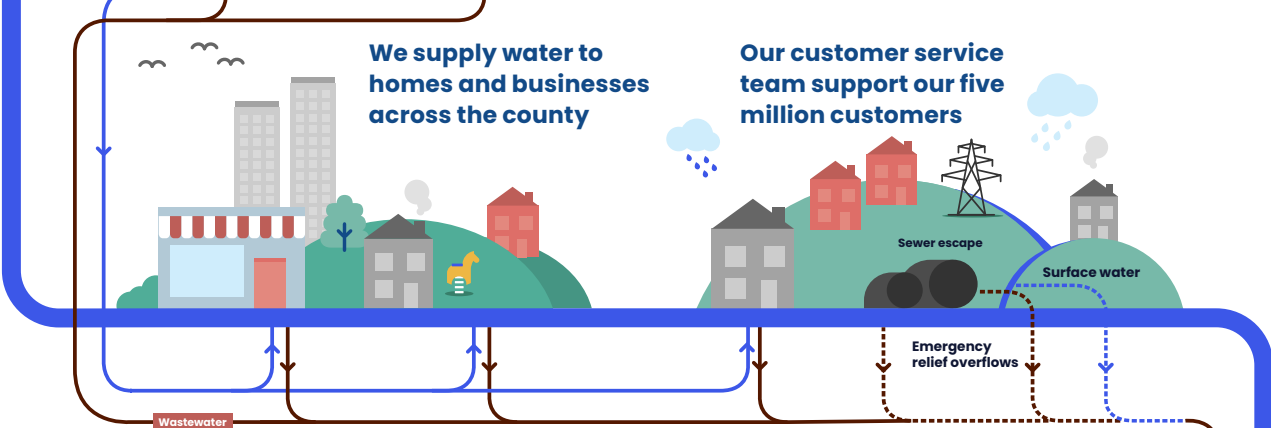 We supply water to
homes and businesses
across the county
Our customer service
team support our five
million customers
Sewer escape
Surface water
Emergency
relief overflows
Wastewater